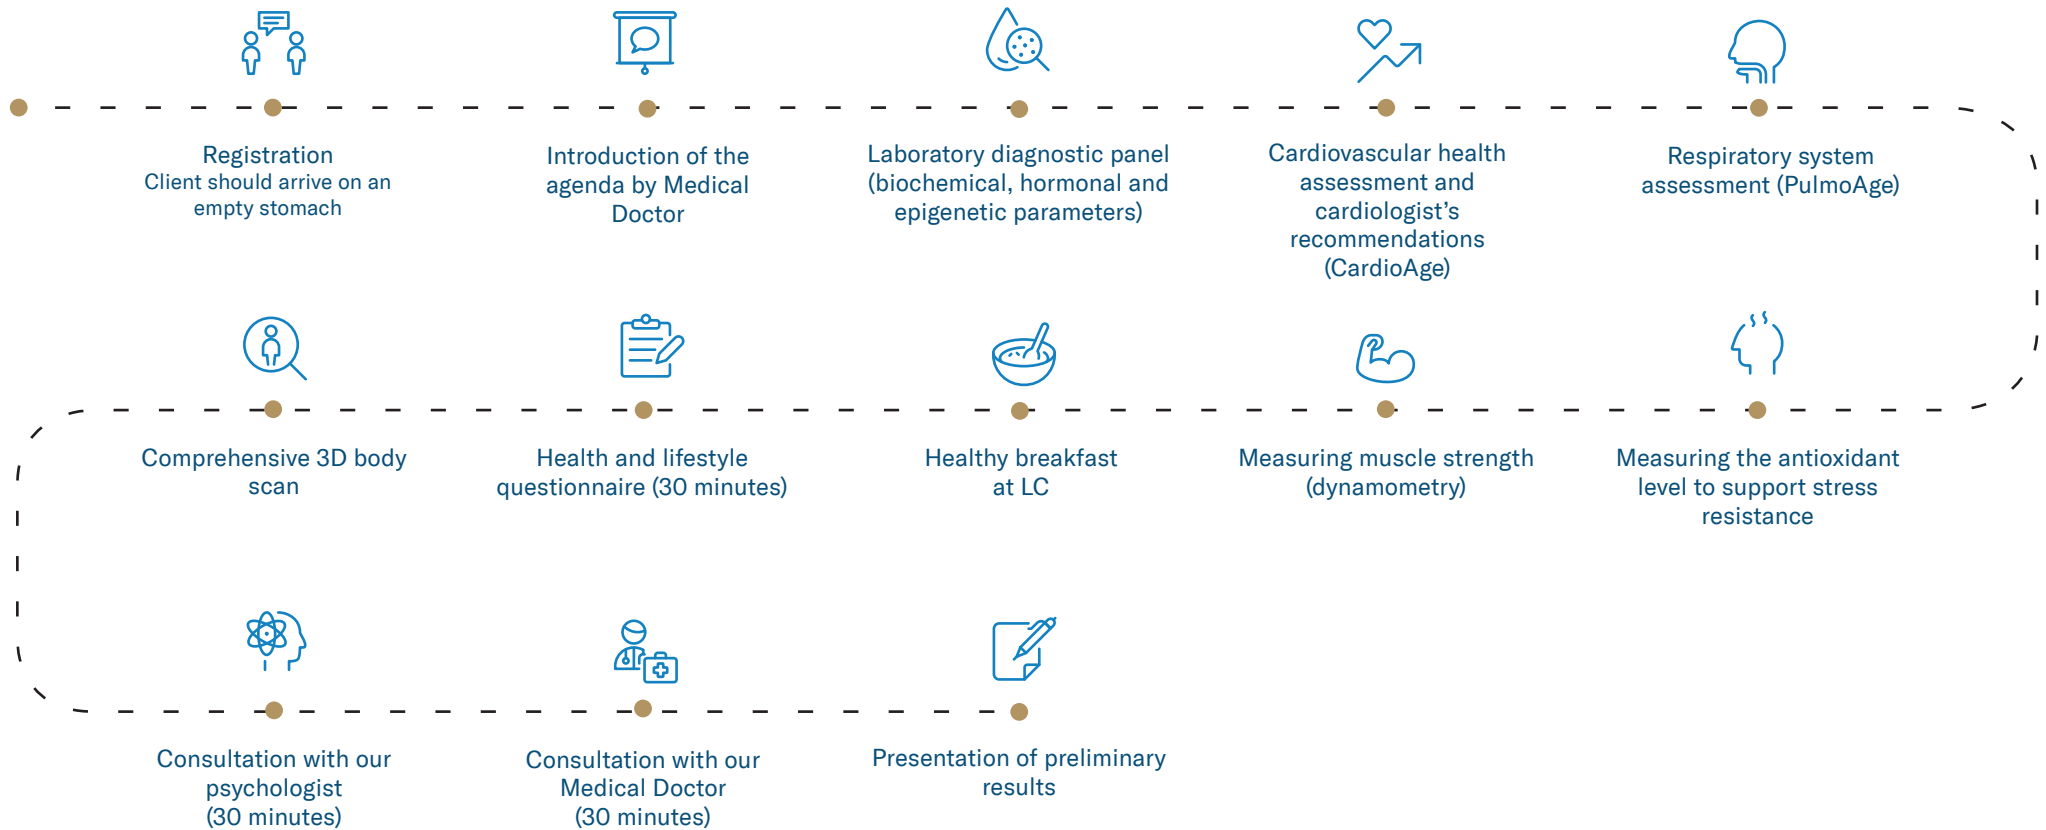 Registration
Client should arrive on an
empty stomach
Introduction of the
agenda by Medical
Doctor
Laboratory diagnostic panel
(biochemical, hormonal and
epigenetic parameters)
Cardiovascular health
assessment and
cardiologist’s
recommendations
(CardioAge)
Respiratory system
assessment (PulmoAge)
Comprehensive 3D body
scan
Health and lifestyle
questionnaire (30 minutes)
Healthy breakfast
at LC
Measuring muscle strength
(dynamometry)
Measuring the antioxidant
level to support stress
resistance
Consultation with our
psychologist
(30 minutes)
Consultation with our
Medical Doctor
(30 minutes)
Presentation of preliminary
results